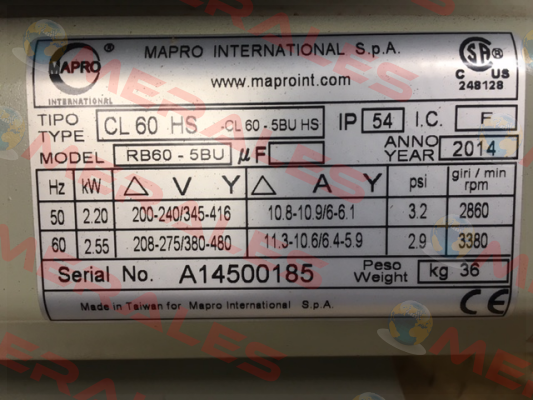 MAPRO
®
INTERNATIONAL
MAPRO INTERNATIONAL S.p.A.
www.maproint.com
C US
248128
TIPO TYPE CL 60 HS -CL 60 - 5BU HS IP 54 I.C. F
MODEL RB60 - 5BU µF ANNO YEAR 2014
Hz kW △ V Y △ A Y psi giri / min rpm
50 2.20 200-240/345-416 10.8-10.9/6-6.1 3.2 2860
60 2.55 208-275/380-480 11.3-10.6/6.4-5.9 2.9 3380
Serial No. A14500185 Peso Weight kg 36
Made in Taiwan for Mapro International S.p.A. CE
MERALES